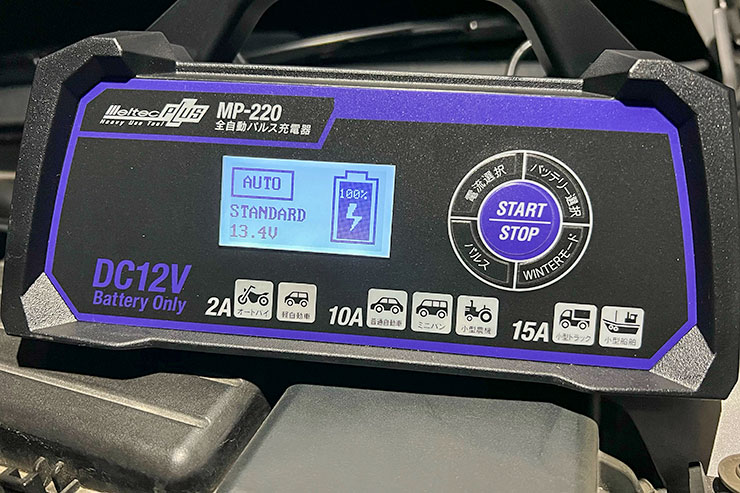 Meltec PLUS
Heavy Use Tool
MP-220
全自動パルス充電器
AUTO
100%
STANDARD
13.4V
電流選択
バッテリー選択
START
STOP
パルス
WINTERモード
DC12V
Battery Only
2A
オートバイ
軽自動車
10A
普通自動車
ミニバン
小型農機
15A
小型トラック
小型船舶